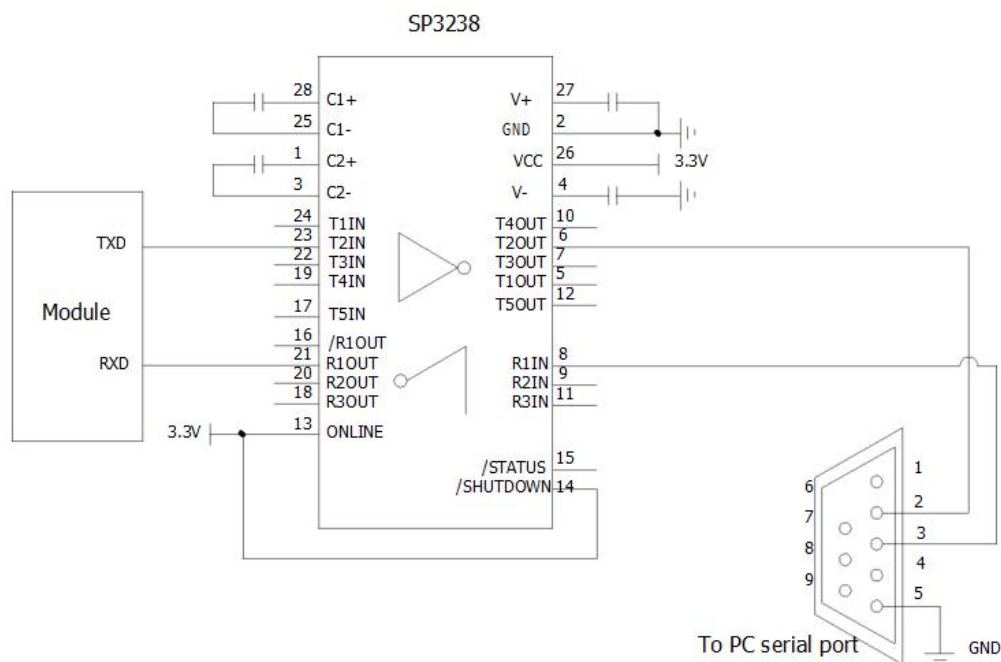 SP3238
28 C1+ V+ 27
25 C1- GND 2
1 C2+ VCC 26 3.3V
3 C2- V- 4
24 T1IN T4OUT 10
TXD 23 T2IN T2OUT 6
22 T3IN T3OUT 7
19 T4IN T1OUT 5
17 T5IN T5OUT 12
Module
16 /R1OUT
RXD 21 R1OUT R1IN 8
20 R2OUT R2IN 9
18 R3OUT R3IN 11
3.3V 13 ONLINE
/STATUS 15
/SHUTDOWN 14
1
6
2
7
3
8
4
9
5
To PC serial port GND